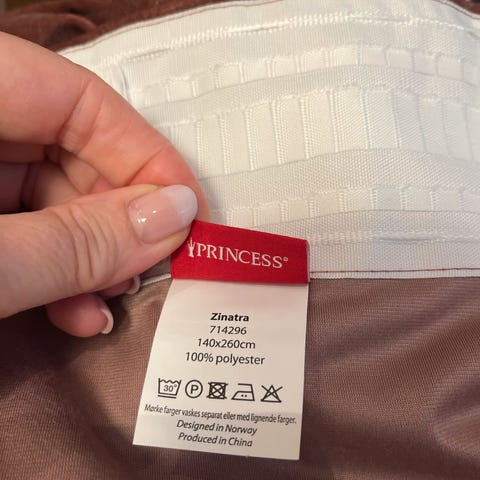 PRINCESS®
Zinatra
714296
140x260cm
100% polyester
30° P
Mørke farger vaskes separat eller med lignende farger.
Designed in Norway
Produced in China